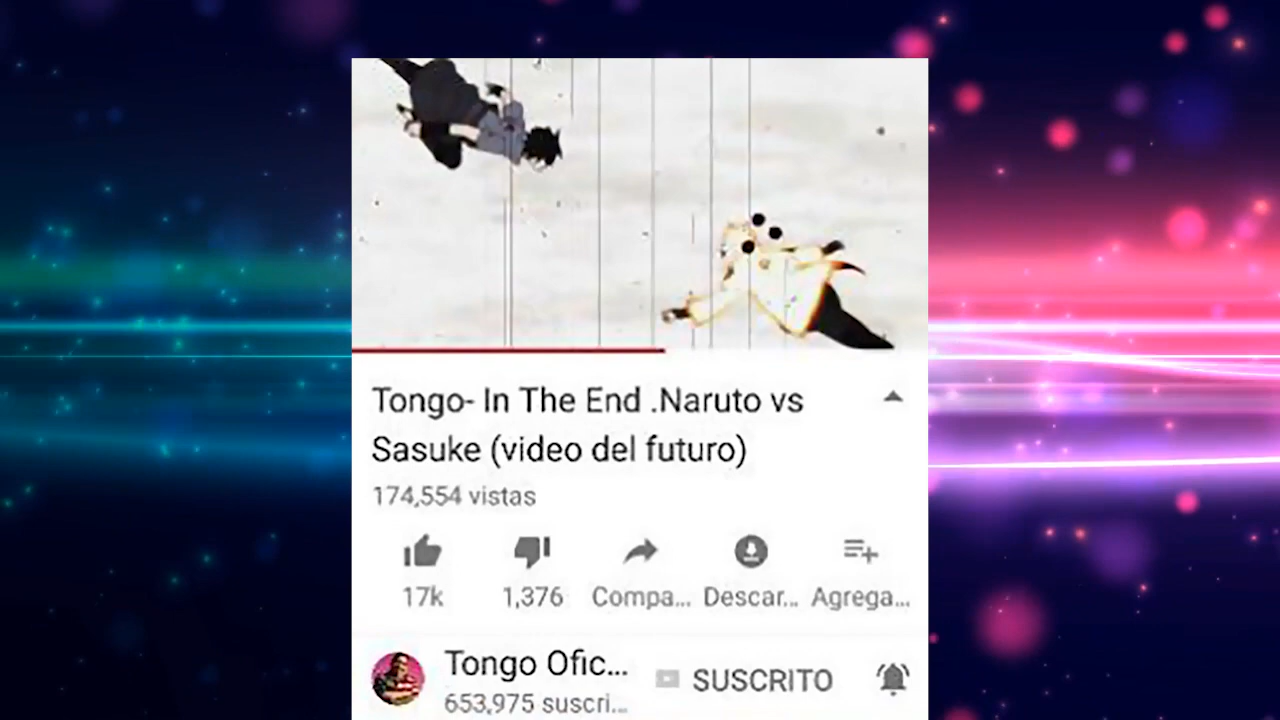 Tongo- In The End .Naruto vs
Sasuke (video del futuro)
174,554 vistas
17k 1,376 Compa... Descar... Agrega...
Tongo Ofic... SUSCRITO
653,975 suscri...